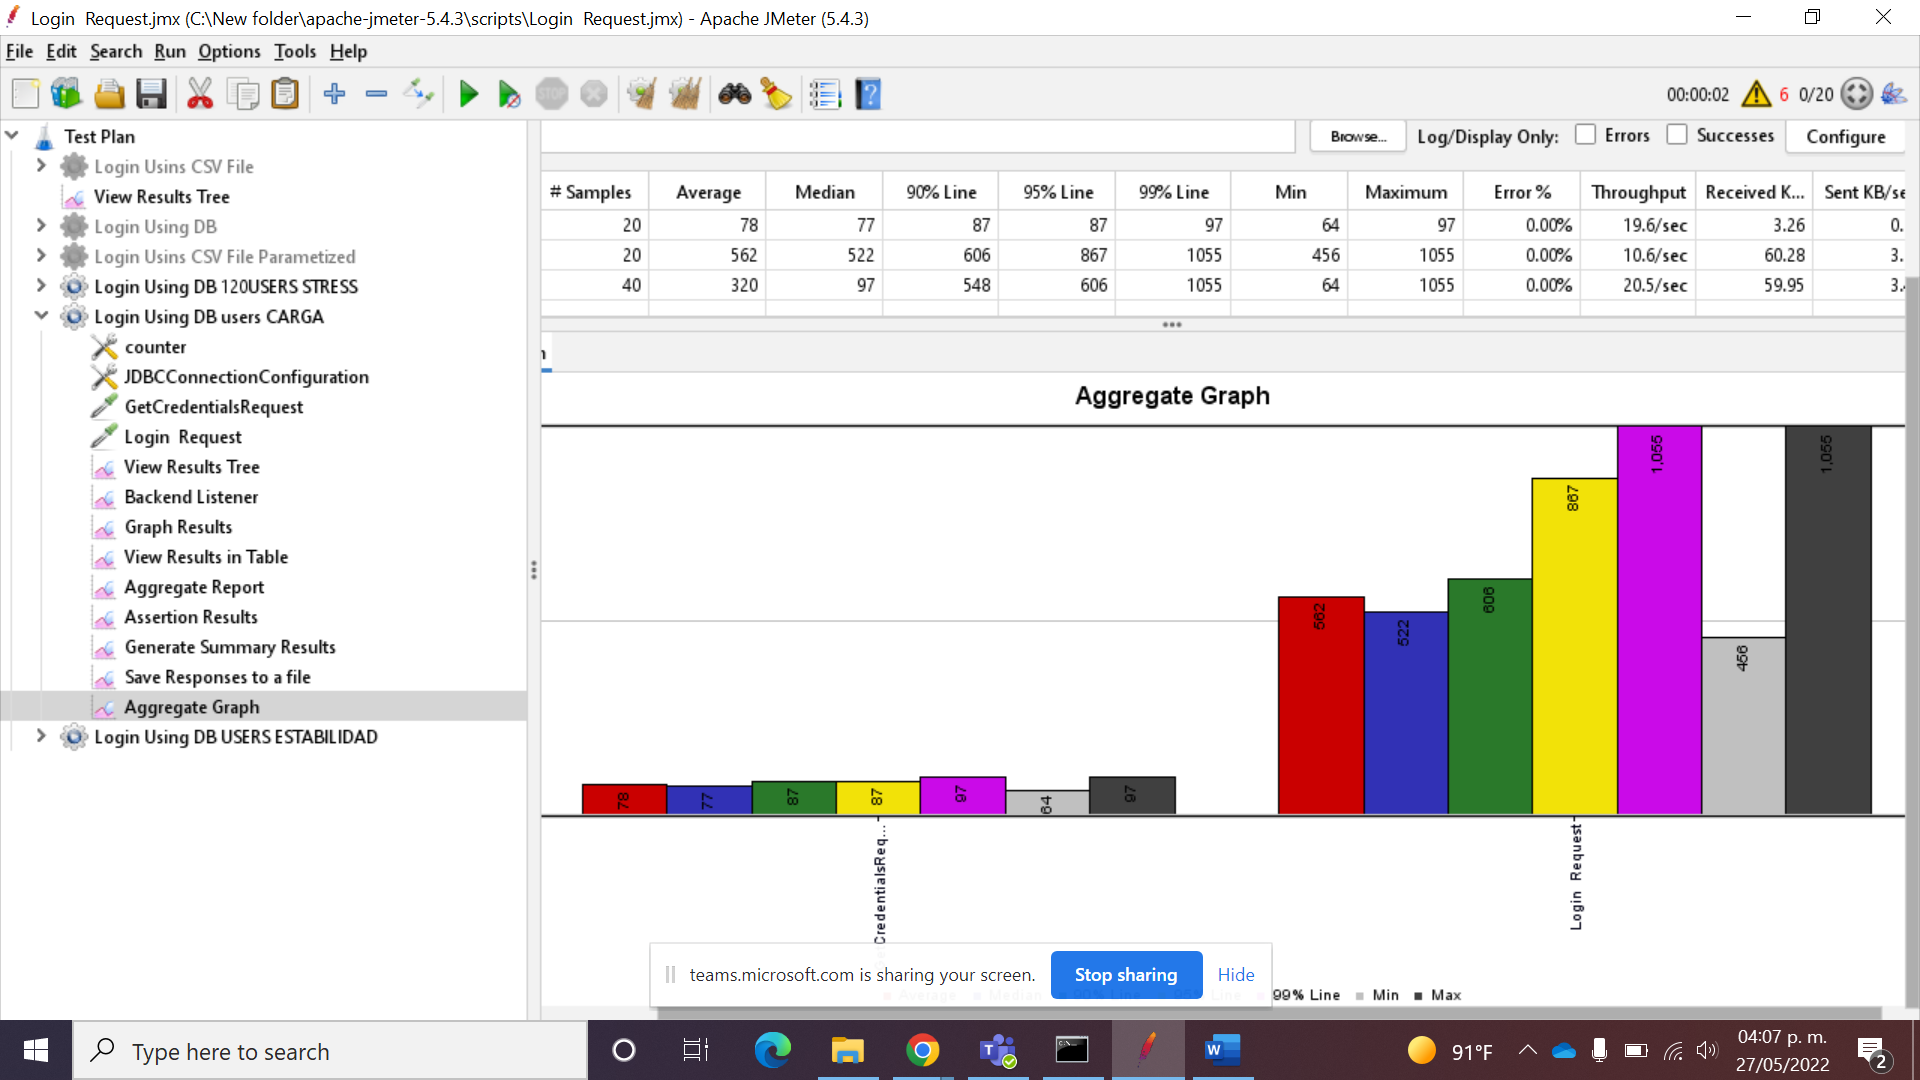 Login  Request.jmx (C:\New folder\apache-jmeter-5.4.3\scripts\Login  Request.jmx) - Apache JMeter (5.4.3)
File Edit Search Run Options Tools Help
STOP
00:00:02 6 0/20
Test Plan
Login Usins CSV File
View Results Tree
Login Using DB
Login Usins CSV File Parametized
Login Using DB 120USERS STRESS
Login Using DB users CARGA
counter
JDBCConnectionConfiguration
GetCredentialsRequest
Login  Request
View Results Tree
Backend Listener
Graph Results
View Results in Table
Aggregate Report
Assertion Results
Generate Summary Results
Save Responses to a file
Aggregate Graph
Login Using DB USERS ESTABILIDAD
Browse... Log/Display Only: Errors Successes Configure
# Samples Average Median 90% Line 95% Line 99% Line Min Maximum Error % Throughput Received K... Sent KB/se
20 78 77 87 87 97 64 97 0.00% 19.6/sec 3.26 0.
20 562 522 606 867 1055 456 1055 0.00% 10.6/sec 60.28 3.
40 320 97 548 606 1055 64 1055 0.00% 20.5/sec 59.95 3.4
Aggregate Graph
78 77 87 87 97 64 97
562 522 606 867 1,055 456 1,055
CredentialsReq...
Login  Request
Average Median Line Line 99% Line Min Max
teams.microsoft.com is sharing your screen. Stop sharing Hide
Type here to search
91°F
04:07 p. m.
27/05/2022
2